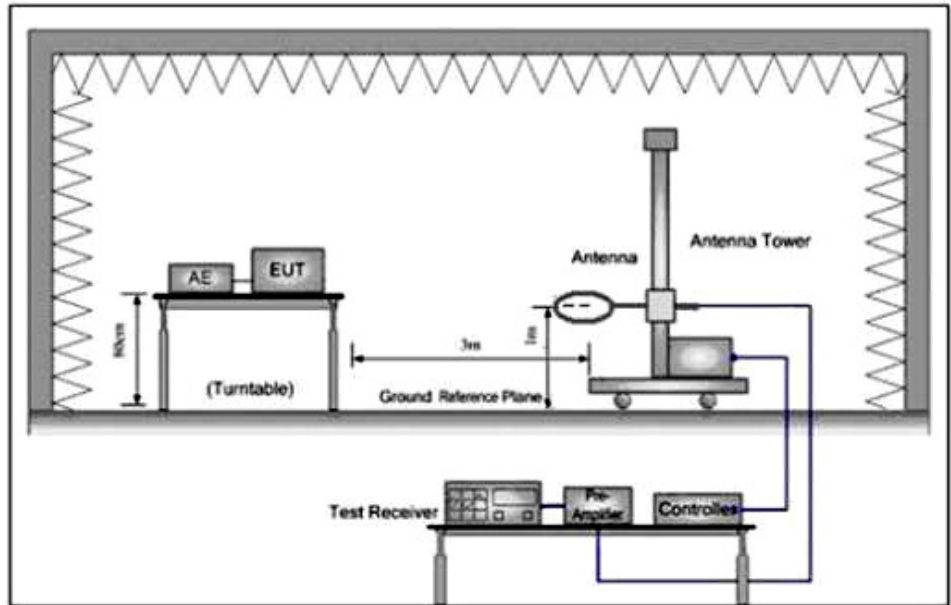 Antenna Tower
Antenna
AE
EUT
80cm
3m
1m
(Turntable)
Ground Reference Plane
Test Receiver
Pre-
Amplifier
Controller